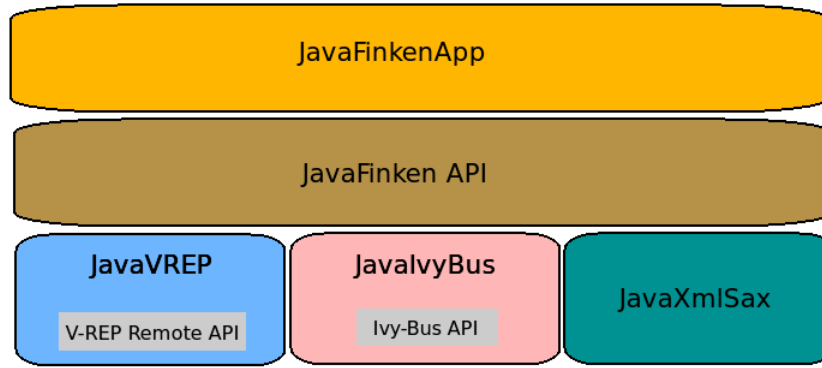 JavaFinkenApp
JavaFinken API
JavaVREP
V-REP Remote API
JavaIvyBus
Ivy-Bus API
JavaXmlSax